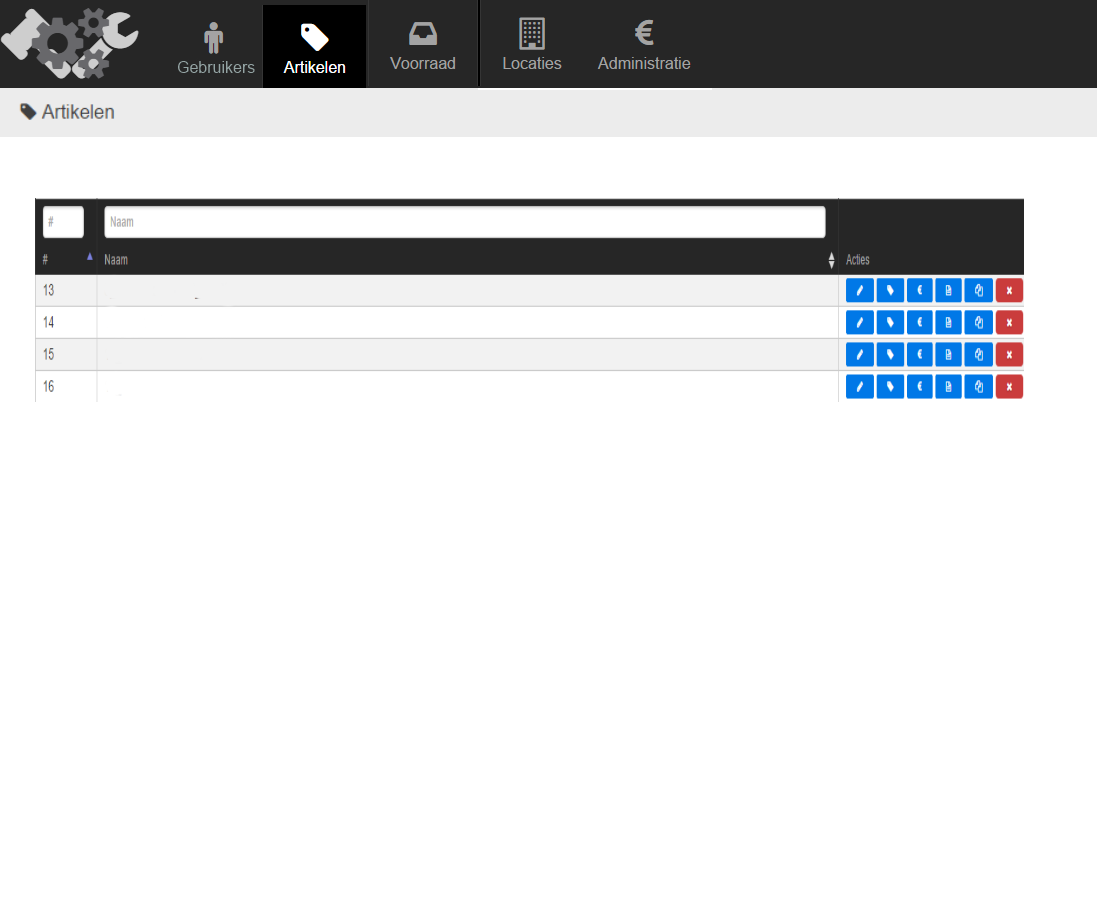 Gebruikers Artikelen Voorraad Locaties Administratie
Artikelen
# Naam
# Naam Acties
13
14
15
16